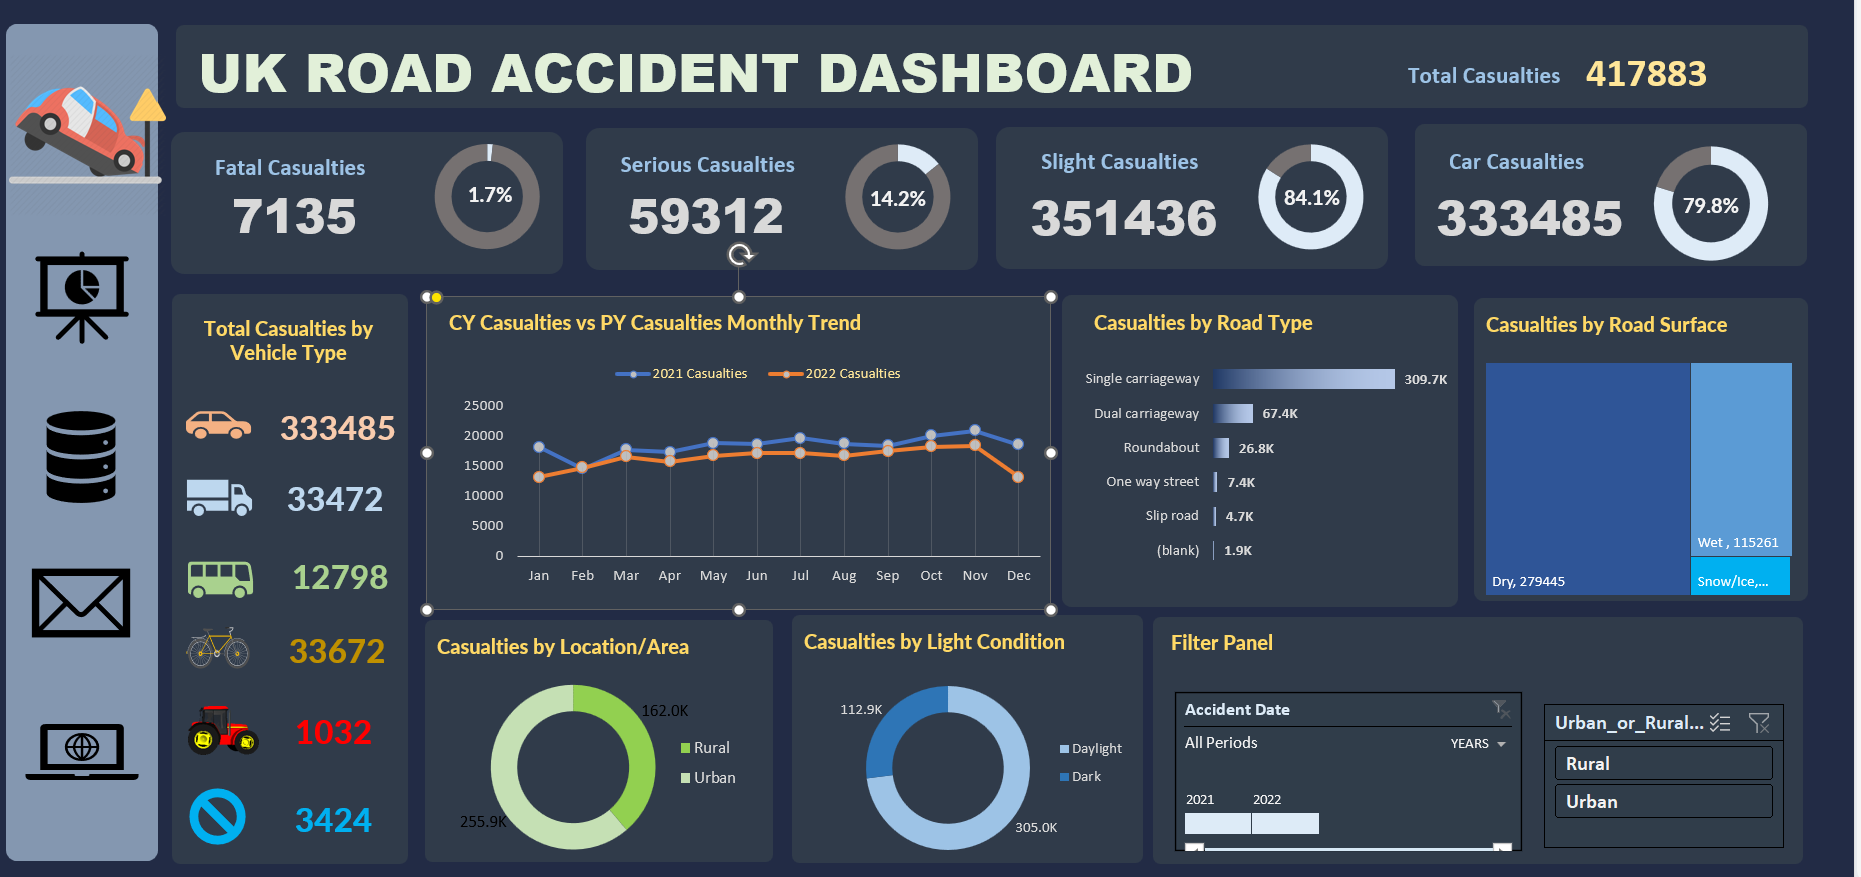 UK ROAD ACCIDENT DASHBOARD
Total Casualties 417883
Fatal Casualties
7135
1.7%
Serious Casualties
59312
14.2%
Slight Casualties
351436
84.1%
Car Casualties
333485
79.8%
Total Casualties by
Vehicle Type
333485
33472
12798
33672
1032
3424
CY Casualties vs PY Casualties Monthly Trend
2021 Casualties 2022 Casualties
25000
20000
15000
10000
5000
0
Jan Feb Mar Apr May Jun Jul Aug Sep Oct Nov Dec
Casualties by Road Type
Single carriageway 309.7K
Dual carriageway 67.4K
Roundabout 26.8K
One way street 7.4K
Slip road 4.7K
(blank) 1.9K
Casualties by Road Surface
Dry, 279445
Wet , 115261
Snow/Ice,...
Casualties by Location/Area
162.0K
255.9K
Rural
Urban
Casualties by Light Condition
112.9K
305.0K
Daylight
Dark
Filter Panel
Accident Date
All Periods YEARS
2021 2022
Urban_or_Rural...
Rural
Urban